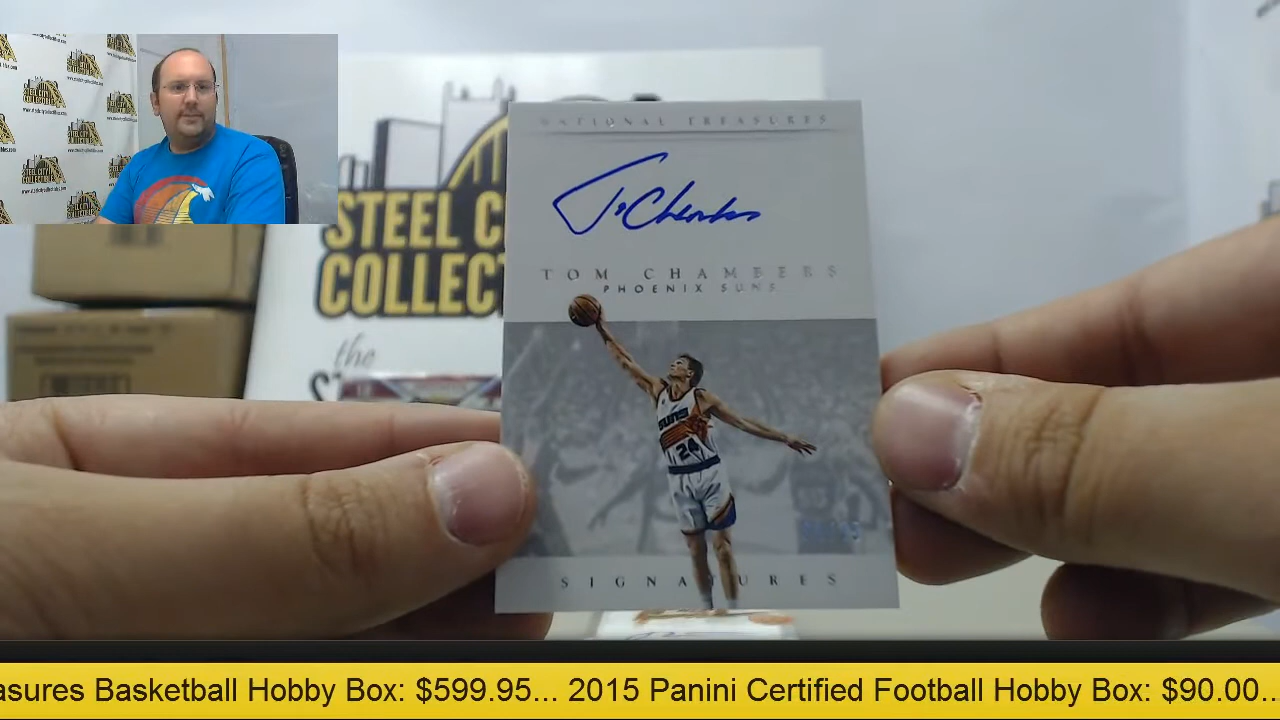 NATIONAL TREASURES
TOM CHAMBERS
PHOENIX SUNS
SUNS
24
SIGNATURES
STEEL C
COLLECT
the
asures Basketball Hobby Box: $599.95... 2015 Panini Certified Football Hobby Box: $90.00..